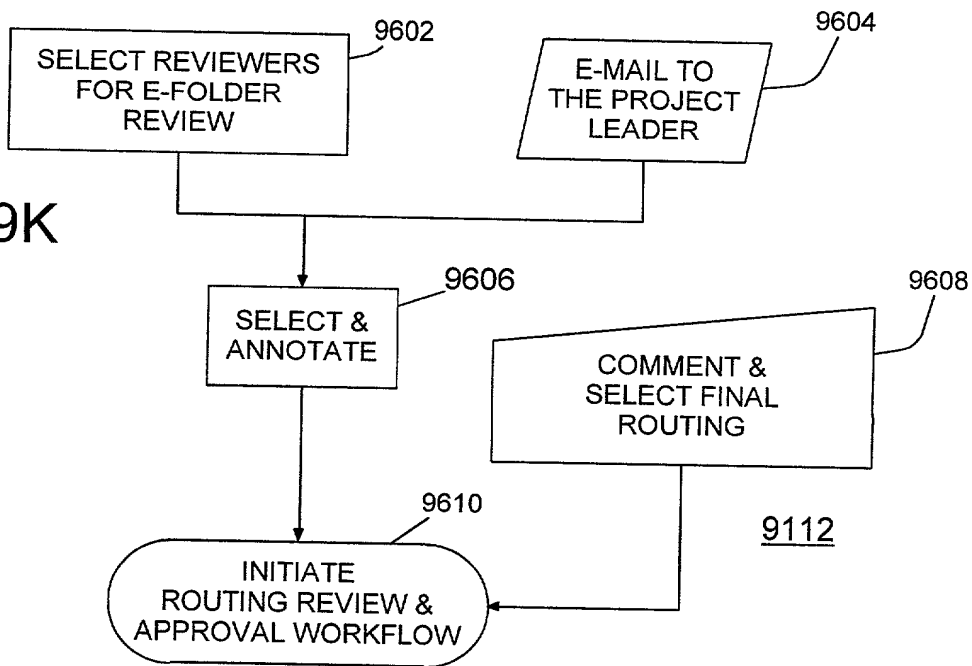 9602
SELECT REVIEWERS
FOR E-FOLDER
REVIEW
9604
E-MAIL TO
THE PROJECT
LEADER
9K
9606
SELECT &
ANNOTATE
9608
COMMENT &
SELECT FINAL
ROUTING
9610
INITIATE
ROUTING REVIEW &
APPROVAL WORKFLOW
9112